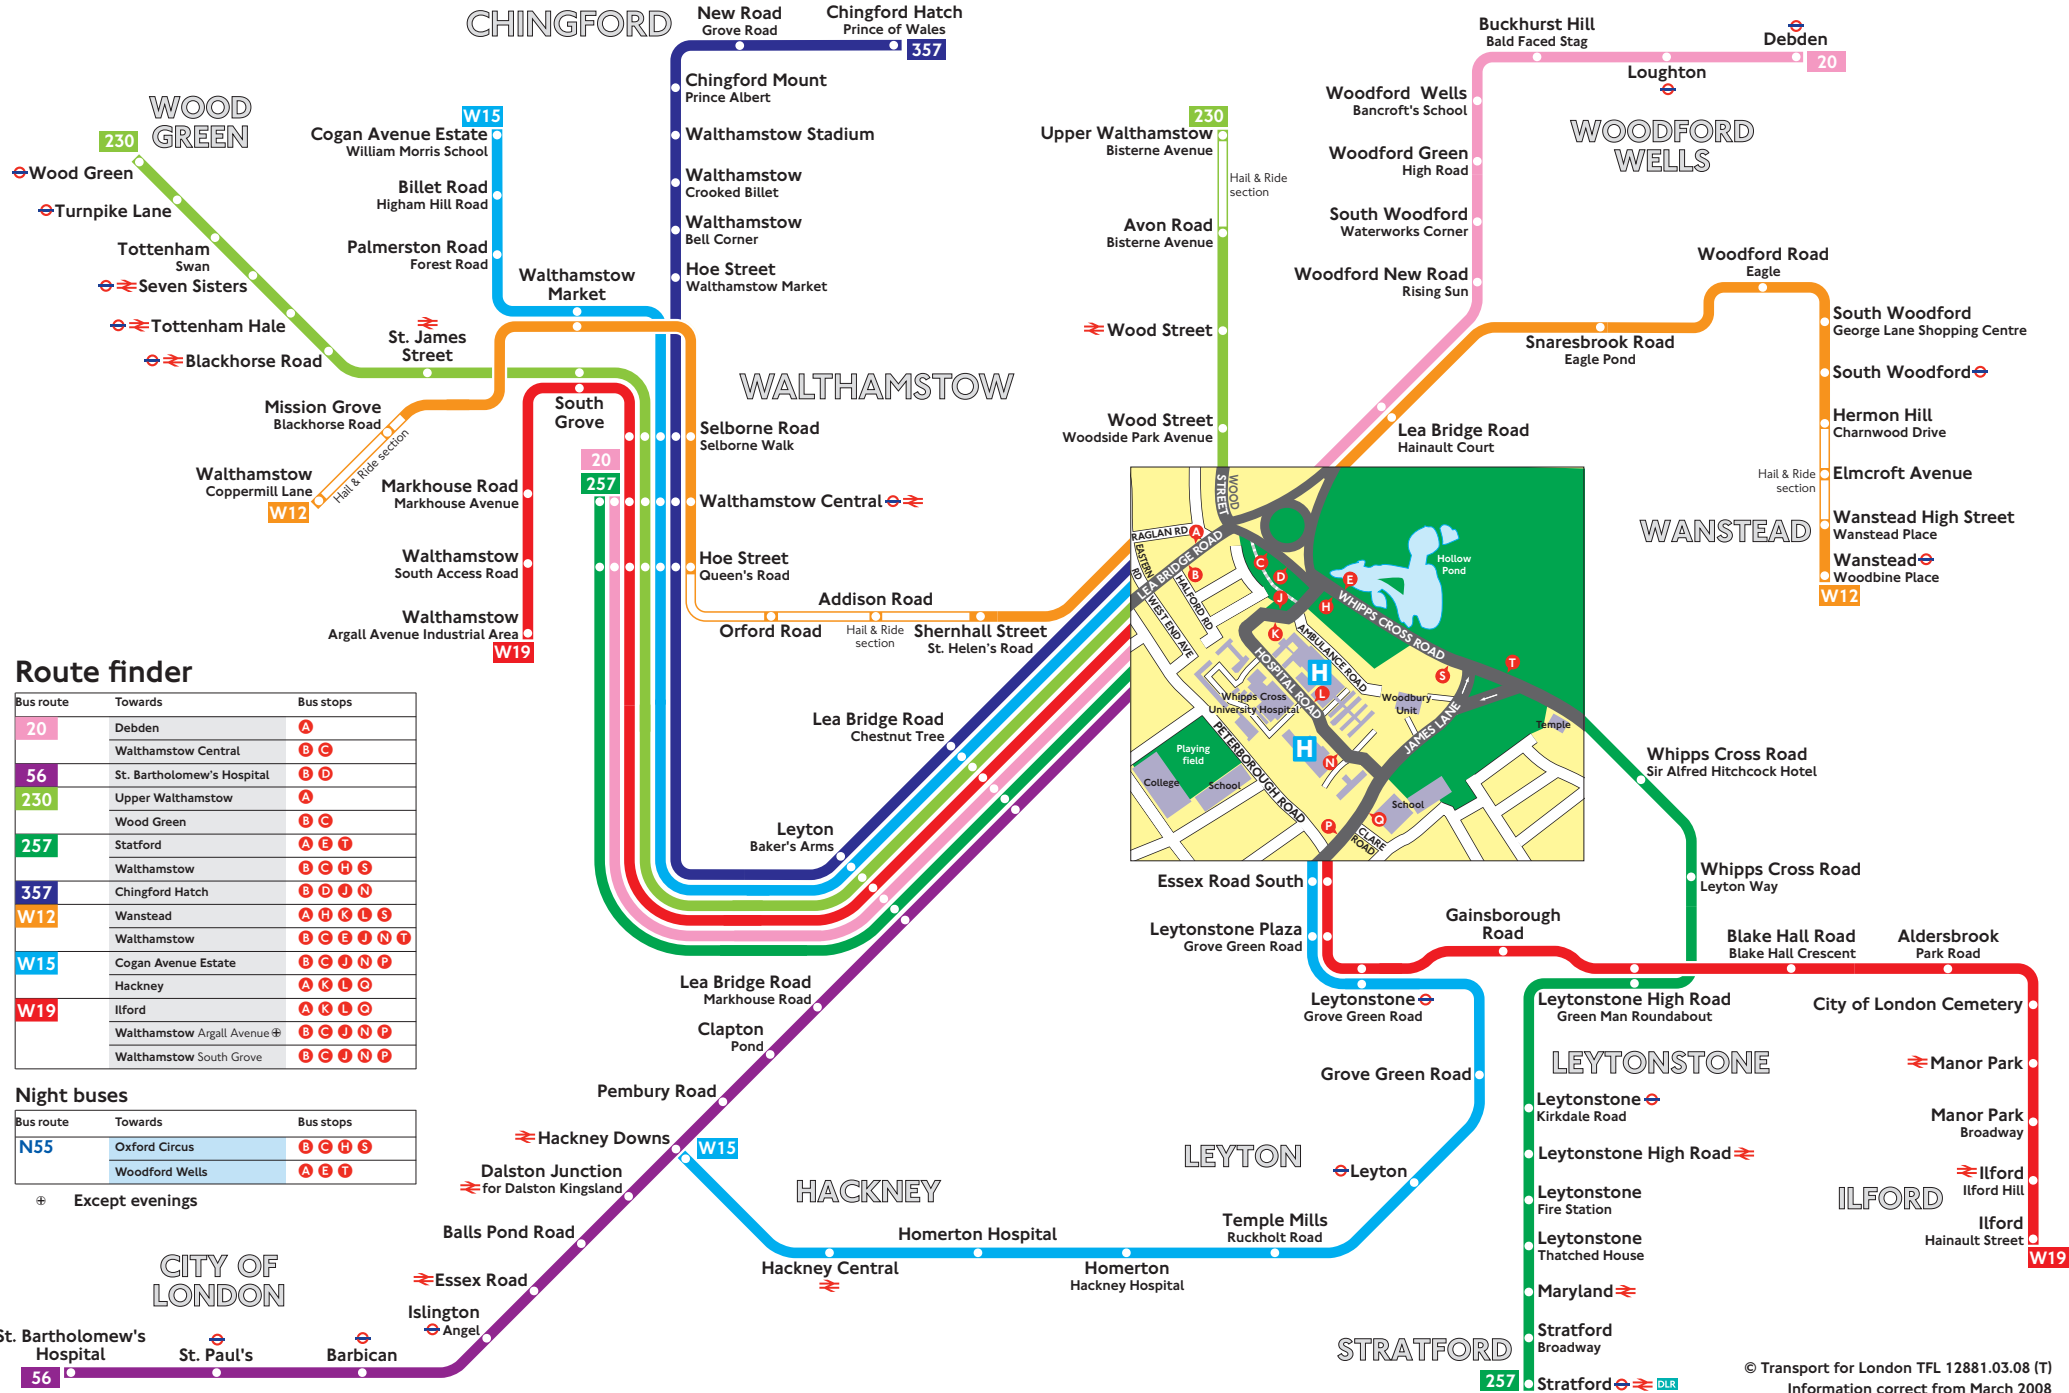 CHINGFORD
New Road
Grove Road
Chingford Hatch
Prince of Wales
357
Chingford Mount
Prince Albert
Walthamstow Stadium
Walthamstow
Crooked Billet
Walthamstow
Bell Corner
Hoe Street
Walthamstow Market
WOOD
GREEN
230
Wood Green
Turnpike Lane
Tottenham
Swan
Seven Sisters
Tottenham Hale
Blackhorse Road
St. James
Street
W15
Cogan Avenue Estate
William Morris School
Billet Road
Higham Hill Road
Palmerston Road
Forest Road
Walthamstow
Market
Mission Grove
Blackhorse Road
Hail & Ride section
Walthamstow
Coppermill Lane
W12
South
Grove
20
257
Markhouse Road
Markhouse Avenue
Walthamstow
South Access Road
Walthamstow
Argall Avenue Industrial Area
W19
WALTHAMSTOW
Selborne Road
Selborne Walk
Walthamstow Central
Hoe Street
Queen's Road
Addison Road
Orford Road
Hail & Ride
section
Shernhall Street
St. Helen's Road
230
Upper Walthamstow
Bisterne Avenue
Hail & Ride
section
Avon Road
Bisterne Avenue
Wood Street
Wood Street
Woodside Park Avenue
Buckhurst Hill
Bald Faced Stag
Debden
20
Loughton
Woodford Wells
Bancroft's School
WOODFORD
WELLS
Woodford Green
High Road
South Woodford
Waterworks Corner
Woodford New Road
Rising Sun
Woodford Road
Eagle
Snaresbrook Road
Eagle Pond
Lea Bridge Road
Hainault Court
South Woodford
George Lane Shopping Centre
South Woodford
Hermon Hill
Charnwood Drive
Hail & Ride
section
Elmcroft Avenue
WANSTEAD
Wanstead High Street
Wanstead Place
Wanstead
Woodbine Place
W12
WOOD
STREET
RAGLAN RD
A
EASTERN
RD
LEA BRIDGE ROAD
B
HALFORD RD
WEST END AVE
C
D
J
E
H
K
Hollow
Pond
WHIPPS CROSS ROAD
AMBULANCE ROAD
HOSPITAL ROAD
H
L
Whipps Cross
University Hospital
Woodbury
Unit
S
T
Temple
JAMES LANE
PETERBOROUGH ROAD
H
N
Playing
field
College
School
School
P
Q
CLARE
ROAD
Lea Bridge Road
Chestnut Tree
Leyton
Baker's Arms
Whipps Cross Road
Sir Alfred Hitchcock Hotel
Whipps Cross Road
Leyton Way
Essex Road South
Leytonstone Plaza
Grove Green Road
Gainsborough
Road
Blake Hall Road
Blake Hall Crescent
Aldersbrook
Park Road
Leytonstone
Grove Green Road
Leytonstone High Road
Green Man Roundabout
City of London Cemetery
LEYTONSTONE
Manor Park
Grove Green Road
Leytonstone
Kirkdale Road
Manor Park
Broadway
Leytonstone High Road
LEYTON
Leyton
Ilford
Ilford Hill
ILFORD
Leytonstone
Fire Station
Ilford
Hainault Street
W19
Leytonstone
Thatched House
Maryland
Stratford
Broadway
STRATFORD
257
Stratford
DLR
Lea Bridge Road
Markhouse Road
Clapton
Pond
Pembury Road
Hackney Downs
W15
Dalston Junction
for Dalston Kingsland
HACKNEY
Balls Pond Road
Homerton Hospital
Temple Mills
Ruckholt Road
Hackney Central
Homerton
Hackney Hospital
Essex Road
Islington
Angel
CITY OF
LONDON
St. Bartholomew's
Hospital
St. Paul's
Barbican
56
Route finder
Bus route Towards Bus stops
20 Debden A
Walthamstow Central B C
56 St. Bartholomew's Hospital B D
230 Upper Walthamstow A
Wood Green B C
257 Statford A E T
Walthamstow B C H S
357 Chingford Hatch B D J N
W12 Wanstead A H K L S
Walthamstow B C E J N T
W15 Cogan Avenue Estate B C J N P
Hackney A K L Q
W19 Ilford A K L Q
Walthamstow Argall Avenue ⊕ B C J N P
Walthamstow South Grove B C J N P
Night buses
Bus route Towards Bus stops
N55 Oxford Circus B C H S
Woodford Wells A E T
⊕ Except evenings
© Transport for London TFL 12881.03.08 (T)
Information correct from March 2008